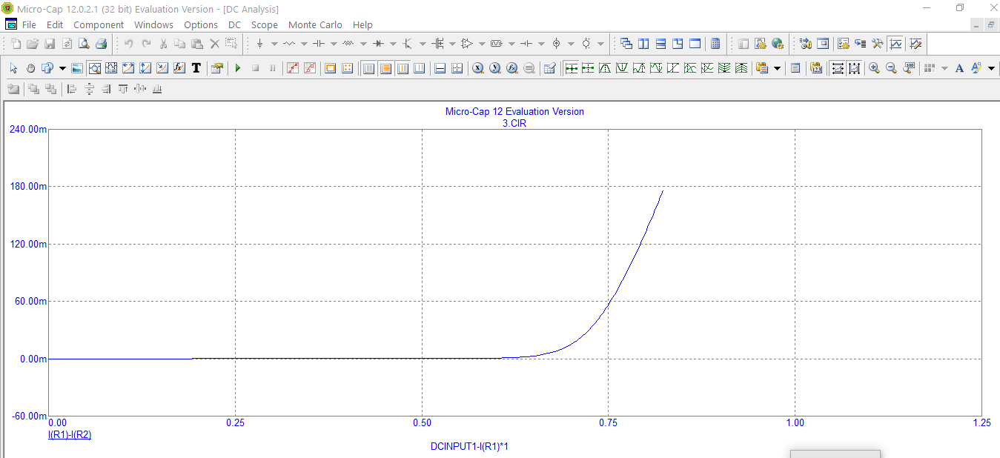 Micro-Cap 12.0.2.1 (32 bit) Evaluation Version - [DC Analysis]
File Edit Component Windows Options DC Scope Monte Carlo Help
Micro-Cap 12 Evaluation Version
3.CIR
240.00m
180.00m
120.00m
60.00m
0.00m
-60.00m
0.00 0.25 0.50 0.75 1.00 1.25
I(R1)-I(R2)
DCINPUT1-I(R1)*1